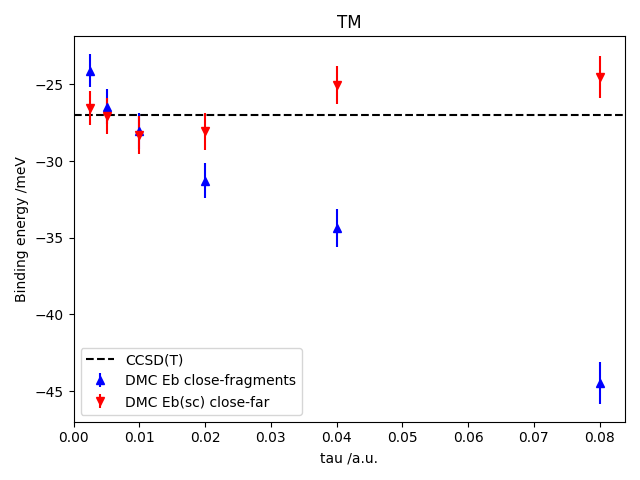 TM
Binding energy /meV
−25
−30
−35
−40
−45
CCSD(T)
DMC Eb close-fragments
DMC Eb(sc) close-far
0.00 0.01 0.02 0.03 0.04 0.05 0.06 0.07 0.08
tau /a.u.